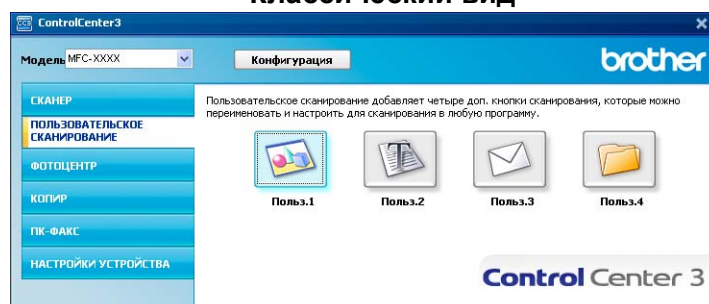 Классический вид
ControlCenter3
Модель MFC-XXXX
Конфигурация
brother
СКАНЕР
ПОЛЬЗОВАТЕЛЬСКОЕ
СКАНИРОВАНИЕ
ФОТОЦЕНТР
КОПИР
ПК-ФАКС
НАСТРОЙКИ УСТРОЙСТВА
Пользовательское сканирование добавляет четыре доп. кнопки сканирования, которые можно
переименовать и настроить для сканирования в любую программу.
Польз.1
Польз.2
Польз.3
Польз.4
Control Center 3